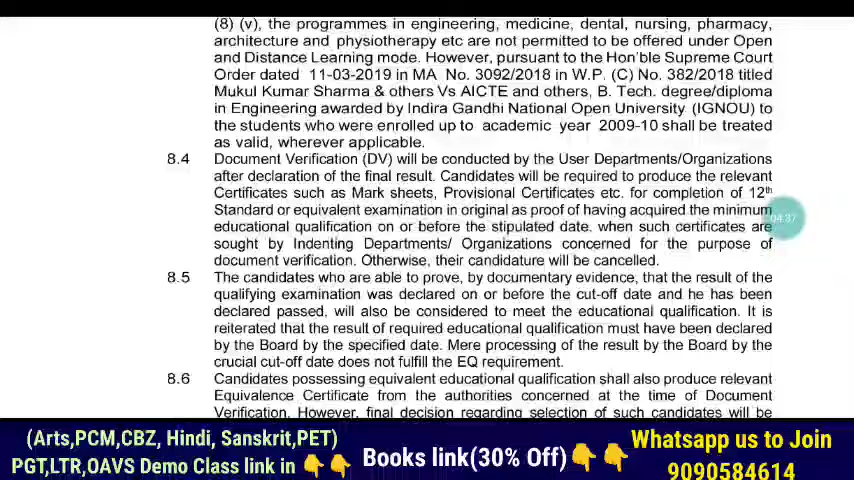 (8) (v), the programmes in engineering, medicine, dental, nursing, pharmacy,
architecture and physiotherapy etc are not permitted to be offered under Open
and Distance Learning mode. However, pursuant to the Hon'ble Supreme Court
Order dated 11-03-2019 in MA No. 3092/2018 in W.P. (C) No. 382/2018 titled
Mukul Kumar Sharma & others Vs AICTE and others, B. Tech. degree/diploma
in Engineering awarded by Indira Gandhi National Open University (IGNOU) to
the students who were enrolled up to academic year 2009-10 shall be treated
as valid, wherever applicable.
8.4 Document Verification (DV) will be conducted by the User Departments/Organizations
after declaration of the final result. Candidates will be required to produce the relevant
Certificates such as Mark sheets, Provisional Certificates etc. for completion of 12th
Standard or equivalent examination in original as proof of having acquired the minimum
educational qualification on or before the stipulated date, when such certificates are
sought by Indenting Departments/ Organizations concerned for the purpose of
document verification. Otherwise, their candidature will be cancelled.
8.5 The candidates who are able to prove, by documentary evidence, that the result of the
qualifying examination was declared on or before the cut-off date and he has been
declared passed, will also be considered to meet the educational qualification. It is
reiterated that the result of required educational qualification must have been declared
by the Board by the specified date. Mere processing of the result by the Board by the
crucial cut-off date does not fulfill the EQ requirement.
8.6 Candidates possessing equivalent educational qualification shall also produce relevant
Equivalence Certificate from the authorities concerned at the time of Document
Verification. However, final decision regarding selection of such candidates will be
04:37
(Arts,PCM,CBZ, Hindi, Sanskrit,PET)
PGT,LTR,OAVS Demo Class link in 👇👇
Books link(30% Off)👇👇
Whatsapp us to Join
9090584614